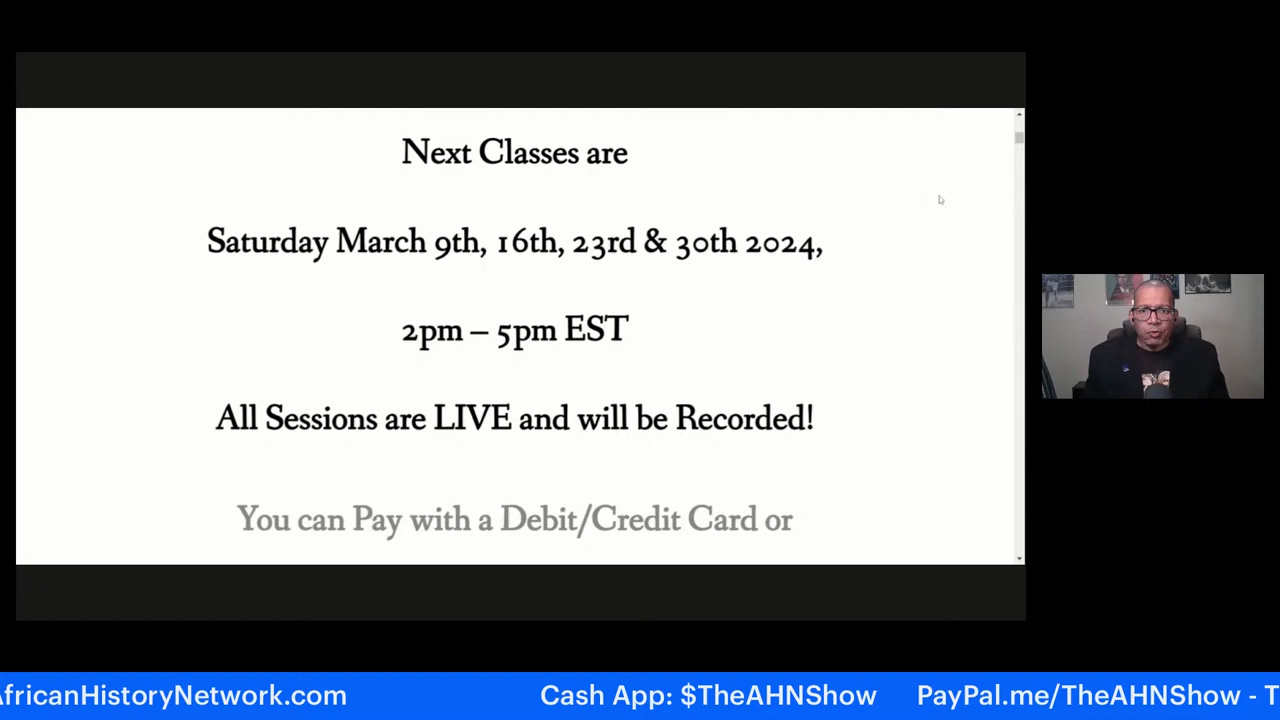 Next Classes are
Saturday March 9th, 16th, 23rd & 30th 2024,
2pm – 5pm EST
All Sessions are LIVE and will be Recorded!
You can Pay with a Debit/Credit Card or
AfricanHistoryNetwork.com Cash App: $TheAHNShow PayPal.me/TheAHNShow - T